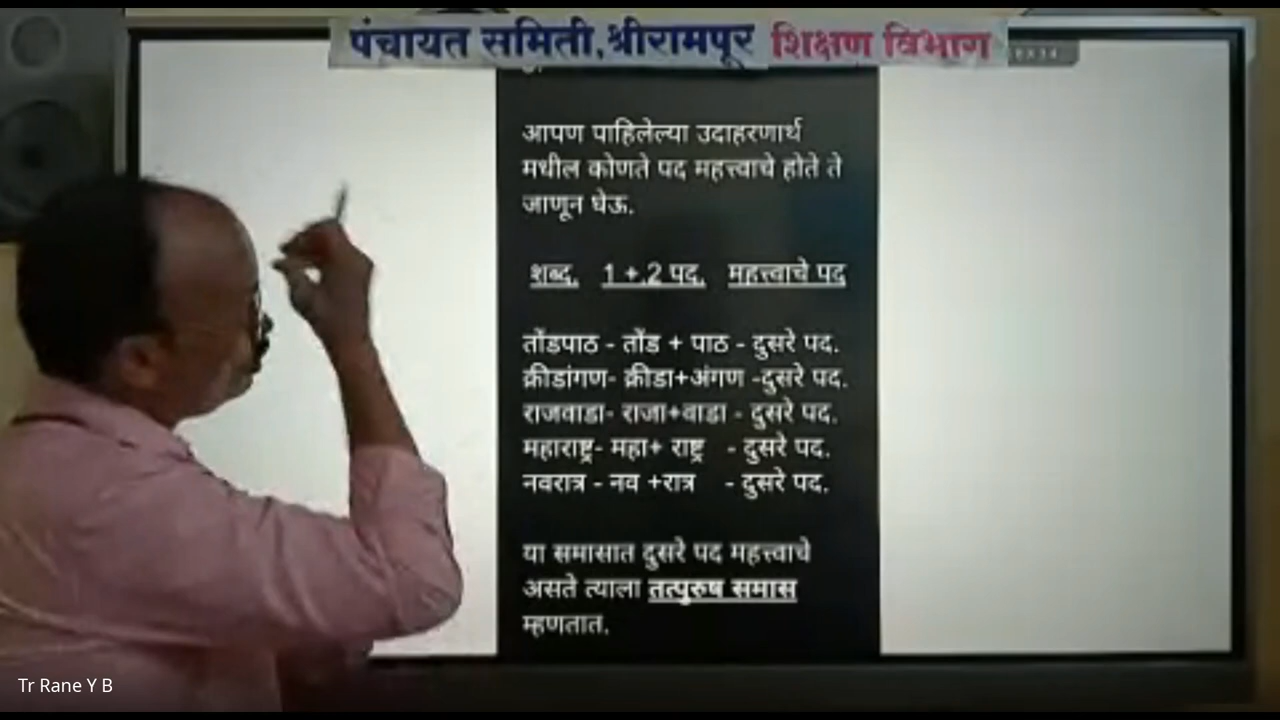 पंचायत समिती,श्रीरामपूर शिक्षण विभाग
आपण पाहिलेल्या उदाहरणार्थ
मधील कोणते पद महत्त्वाचे होते ते
जाणून घेऊ.
शब्द. 1 +.2 पद. महत्त्वाचे पद
तोंडपाठ - तोंड + पाठ - दुसरे पद.
क्रीडांगण- क्रीडा+अंगण -दुसरे पद.
राजवाडा- राजा+वाडा - दुसरे पद.
महाराष्ट्र- महा+ राष्ट्र - दुसरे पद.
नवरात्र - नव +रात्र - दुसरे पद.
या समासात दुसरे पद महत्त्वाचे
असते त्याला तत्पुरुष समास
म्हणतात.
Tr Rane Y B